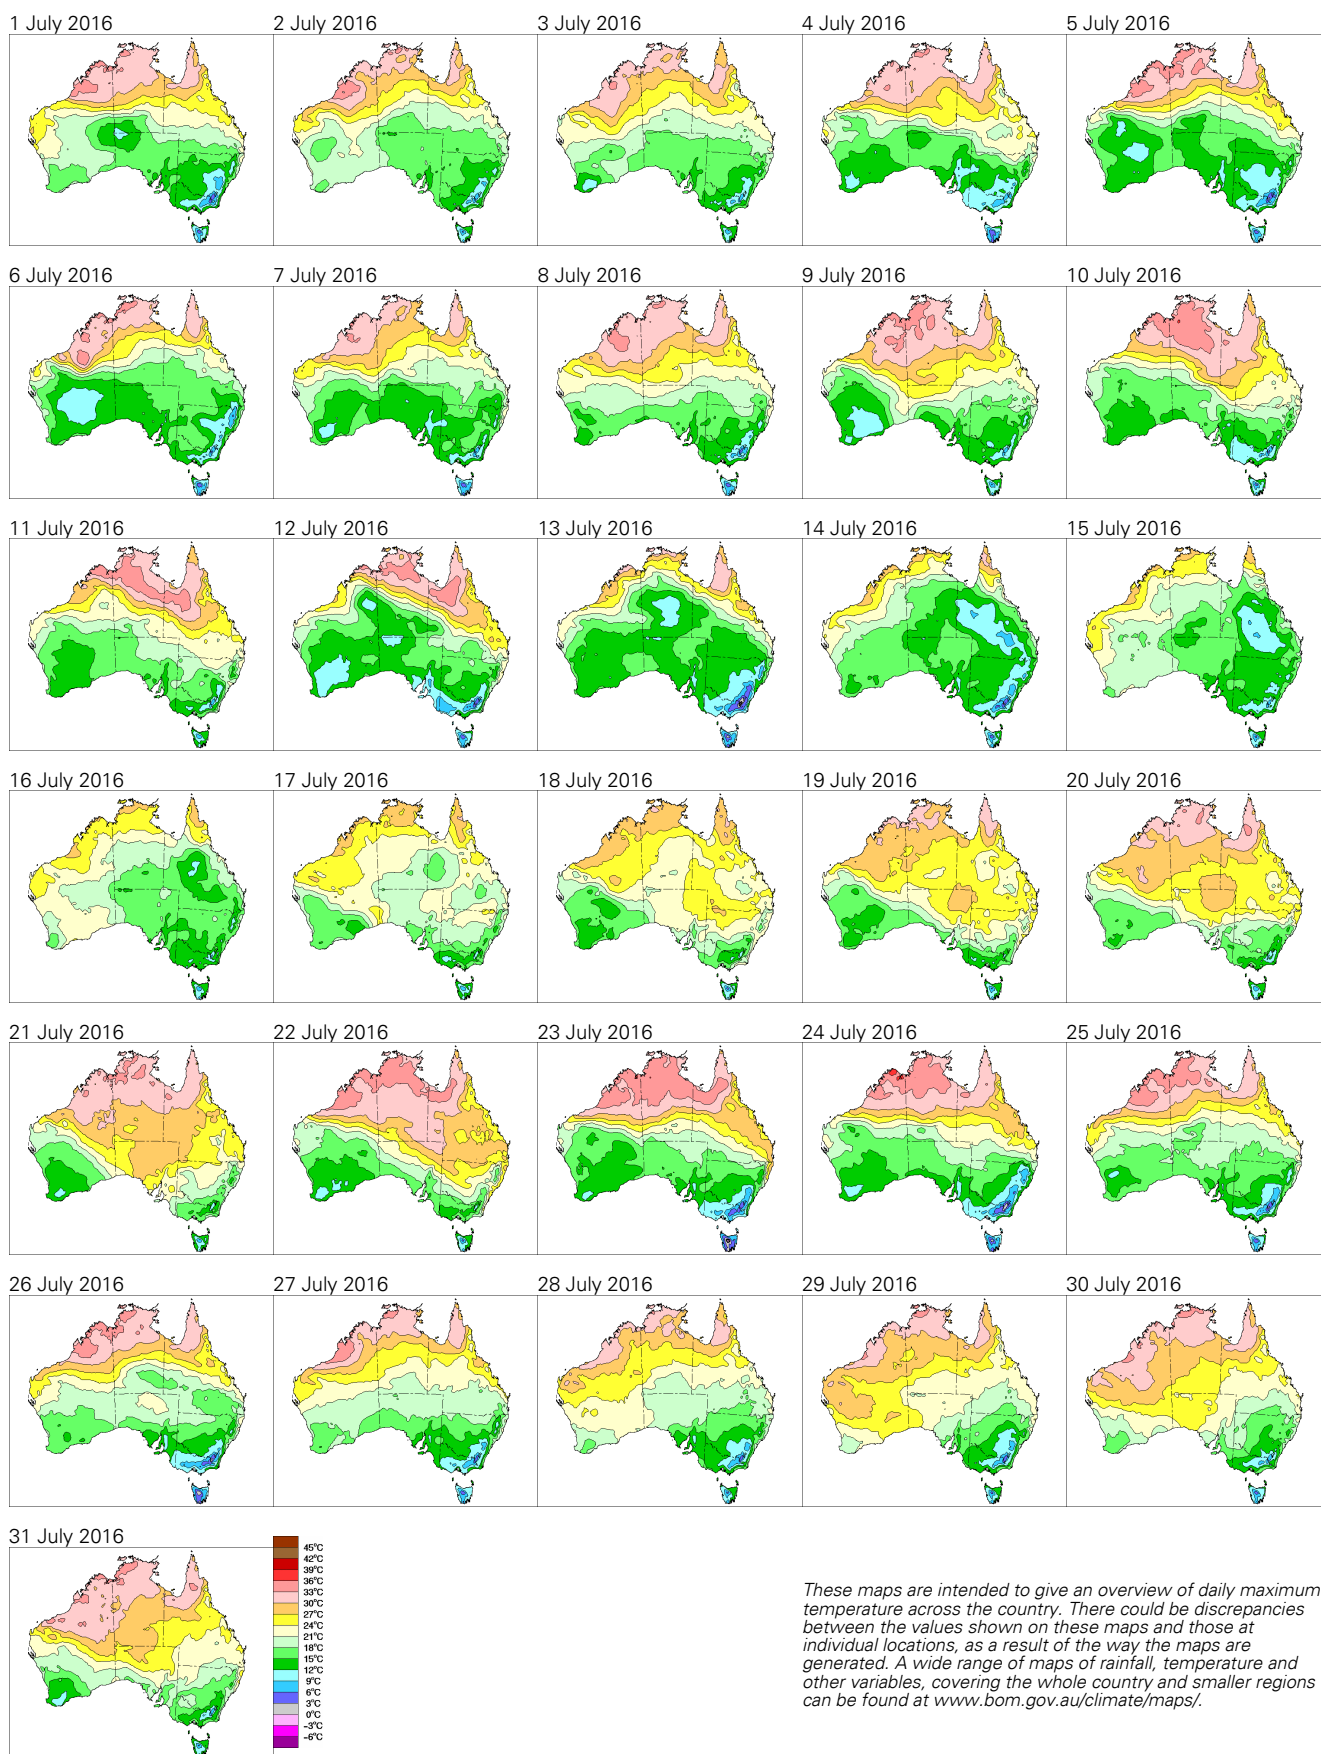 1 July 2016
2 July 2016
3 July 2016
4 July 2016
5 July 2016
6 July 2016
7 July 2016
8 July 2016
9 July 2016
10 July 2016
11 July 2016
12 July 2016
13 July 2016
14 July 2016
15 July 2016
16 July 2016
17 July 2016
18 July 2016
19 July 2016
20 July 2016
21 July 2016
22 July 2016
23 July 2016
24 July 2016
25 July 2016
26 July 2016
27 July 2016
28 July 2016
29 July 2016
30 July 2016
31 July 2016
45°C
42°C
39°C
36°C
33°C
30°C
27°C
24°C
21°C
18°C
15°C
12°C
9°C
6°C
3°C
0°C
-3°C
-6°C
These maps are intended to give an overview of daily maximum
temperature across the country. There could be discrepancies
between the values shown on these maps and those at
individual locations, as a result of the way the maps are
generated. A wide range of maps of rainfall, temperature and
other variables, covering the whole country and smaller regions
can be found at www.bom.gov.au/climate/maps/.